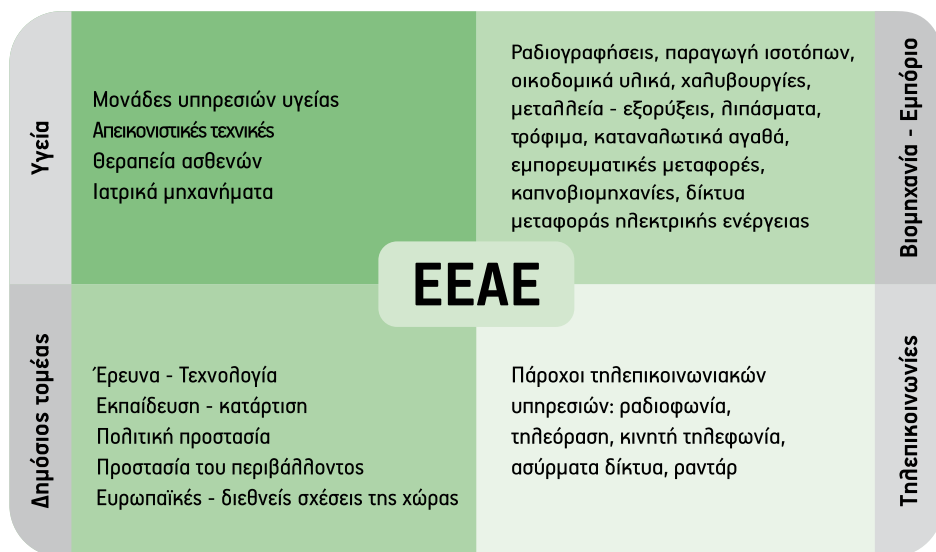 Υγεία
Μονάδες υπηρεσιών υγείας
Απεικονιστικές τεχνικές
Θεραπεία ασθενών
Ιατρικά μηχανήματα
Ραδιογραφήσεις, παραγωγή ισοτόπων,
οικοδομικά υλικά, χαλυβουργίες,
μεταλλεία - εξορύξεις, λιπάσματα,
τρόφιμα, καταναλωτικά αγαθά,
εμπορευματικές μεταφορές,
καπνοβιομηχανίες, δίκτυα
μεταφοράς ηλεκτρικής ενέργειας
Βιομηχανία - Εμπόριο
ΕΕΑΕ
Δημόσιος τομέας
Έρευνα - Τεχνολογία
Εκπαίδευση - κατάρτιση
Πολιτική προστασία
Προστασία του περιβάλλοντος
Ευρωπαϊκές - διεθνείς σχέσεις της χώρας
Πάροχοι τηλεπικοινωνιακών
υπηρεσιών: ραδιοφωνία,
τηλεόραση, κινητή τηλεφωνία,
ασύρματα δίκτυα, ραντάρ
Τηλεπικοινωνίες